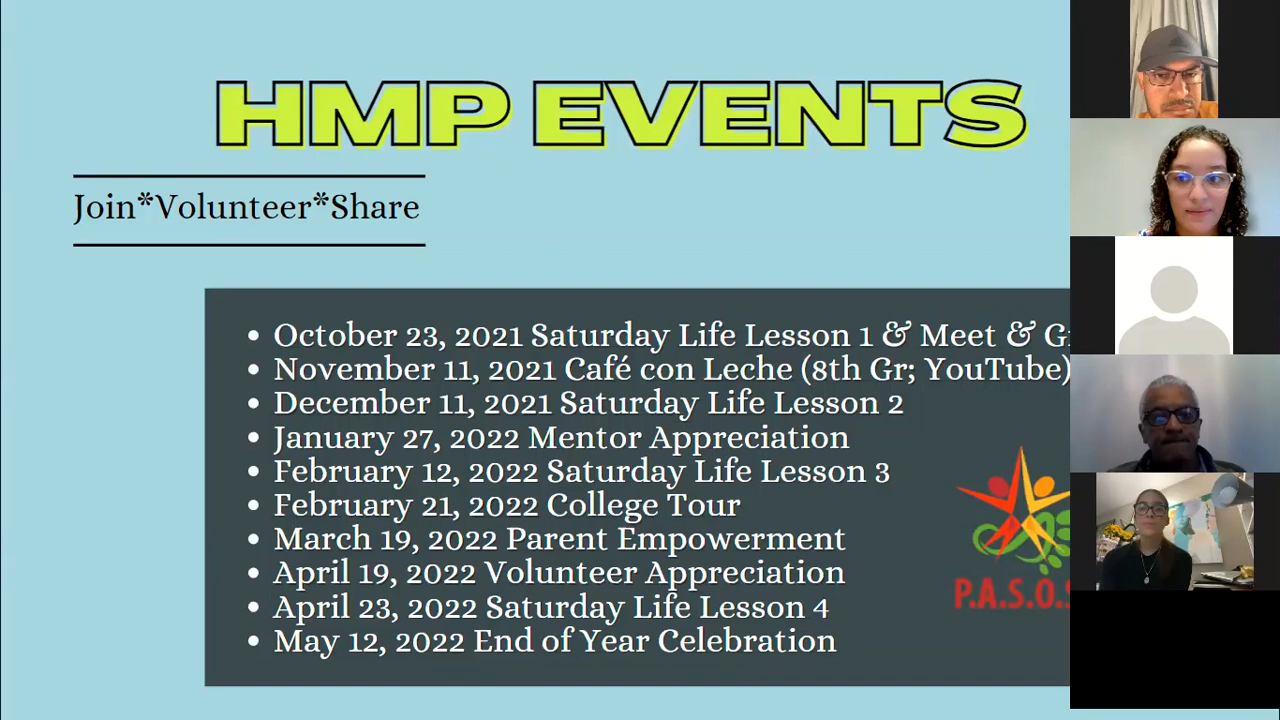 HMP EVENTS
Join*Volunteer*Share
• October 23, 2021 Saturday Life Lesson 1 & Meet &
• November 11, 2021 Café con Leche (8th Gr; YouTube)
• December 11, 2021 Saturday Life Lesson 2
• January 27, 2022 Mentor Appreciation
• February 12, 2022 Saturday Life Lesson 3
• February 21, 2022 College Tour
• March 19, 2022 Parent Empowerment
• April 19, 2022 Volunteer Appreciation
• April 23, 2022 Saturday Life Lesson 4
• May 12, 2022 End of Year Celebration
P.A.S.O.S